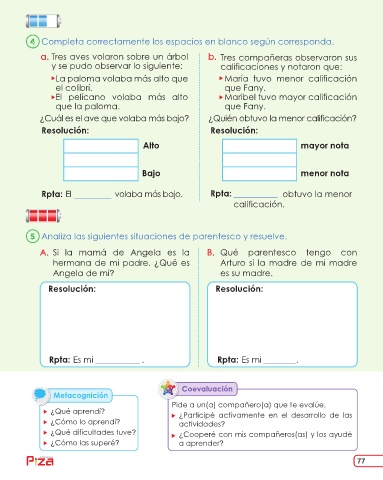 4 Completa correctamente los espacios en blanco según corresponda.
a. Tres aves volaron sobre un árbol
y se pudo observar lo siguiente:
La paloma volaba más alto que
el colibrí.
El pelícano volaba más alto
que la paloma.
¿Cuál es el ave que volaba más bajo?
Resolución:
Alto
Bajo
Rpta: El _________ volaba más bajo.
b. Tres compañeras observaron sus
calificaciones y notaron que:
María tuvo menor calificación
que Fany.
Maribel tuvo mayor calificación
que Fany.
¿Quién obtuvo la menor calificación?
Resolución:
mayor nota
menor nota
Rpta: __________ obtuvo la menor
calificación.
5 Analiza las siguientes situaciones de parentesco y resuelve.
A. Si la mamá de Angela es la
hermana de mi padre. ¿Qué es
Angela de mí?
Resolución:
Rpta: Es mi __________ .
B. Qué parentesco tengo con
Arturo si la madre de mi madre
es su madre.
Resolución:
Rpta: Es mi ________.
Metacognición
¿Qué aprendí?
¿Cómo lo aprendí?
¿Qué dificultades tuve?
¿Cómo las superé?
Coevaluación
Pide a un(a) compañero(a) que te evalúe.
¿Participé activamente en el desarrollo de las
actividades?
¿Cooperé con mis compañeros(as) y los ayudé
a aprender?
Piza
77